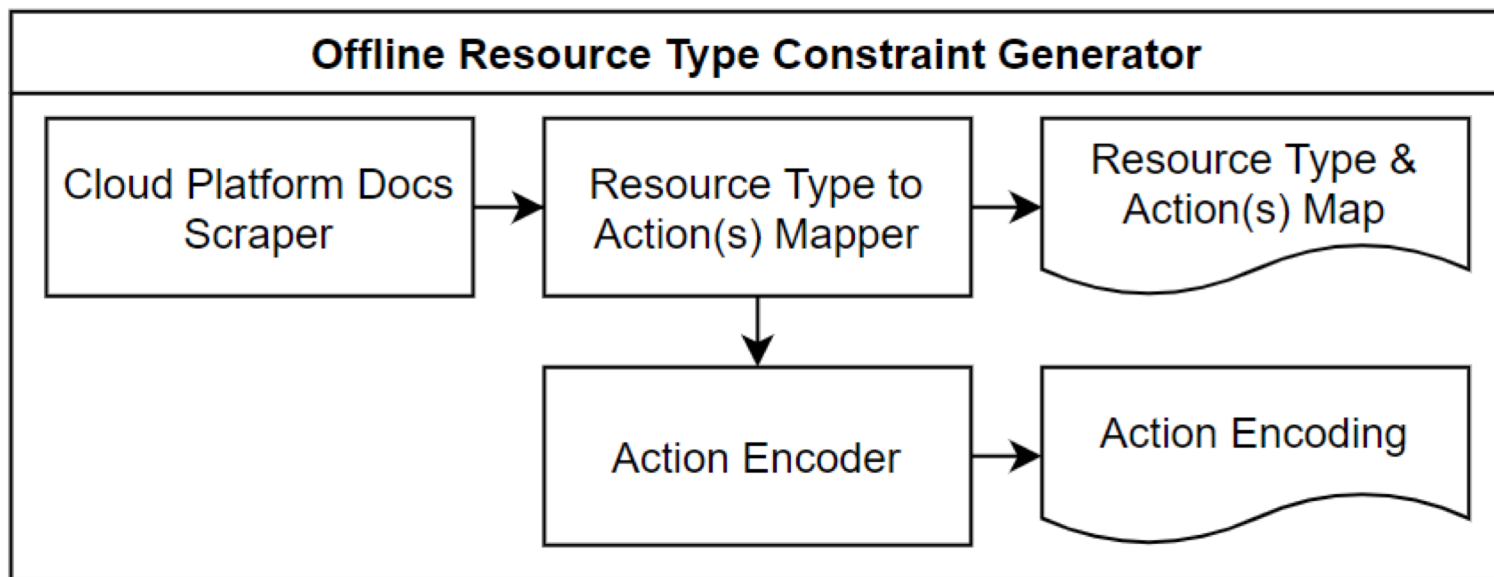 Offline Resource Type Constraint Generator
Cloud Platform Docs
Scraper
Resource Type to
Action(s) Mapper
Resource Type &
Action(s) Map
Action Encoder
Action Encoding